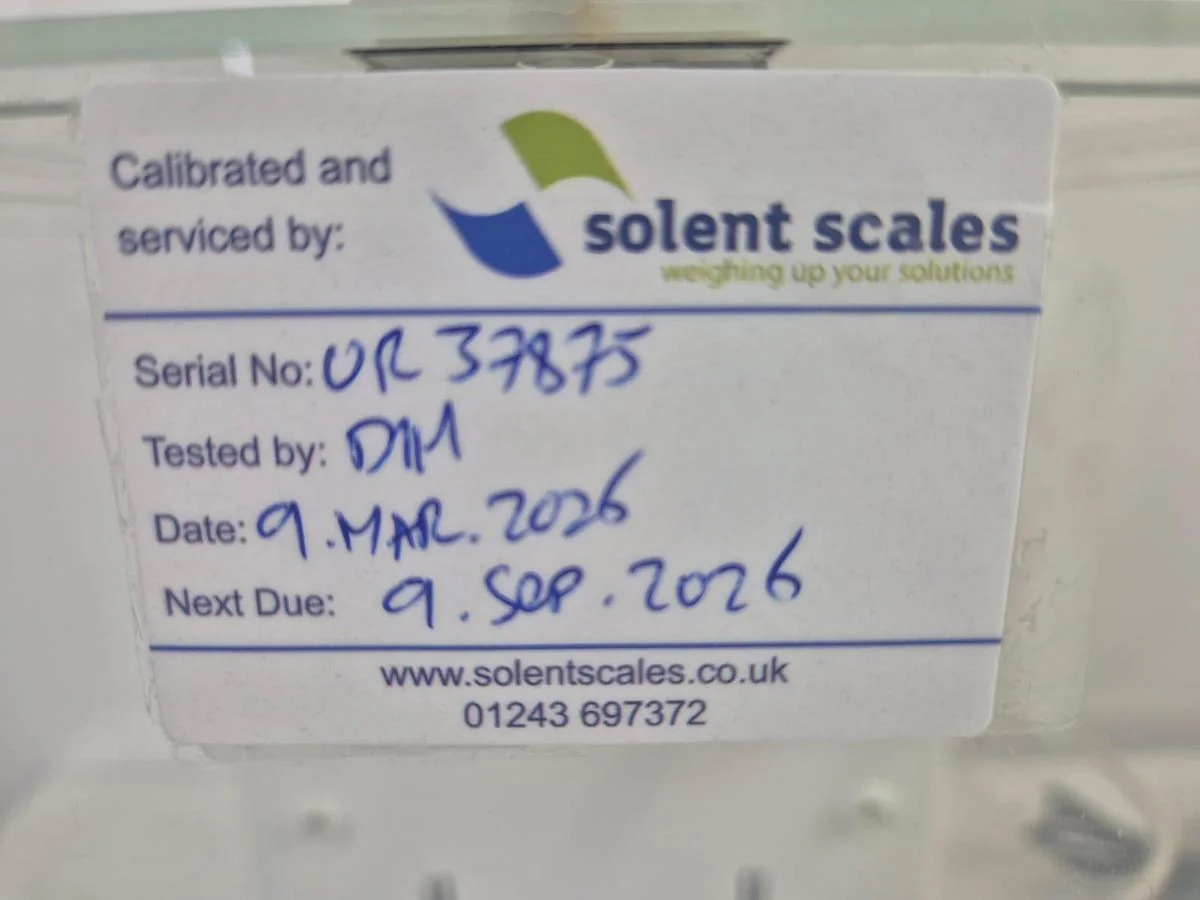 Calibrated and
serviced by:
solent scales
weighing up your solutions
Serial No: UR 37875
Tested by:
Date: 9.MAR.2026
Next Due: 9.Sep.2026
www.solentscales.co.uk
01243 697372